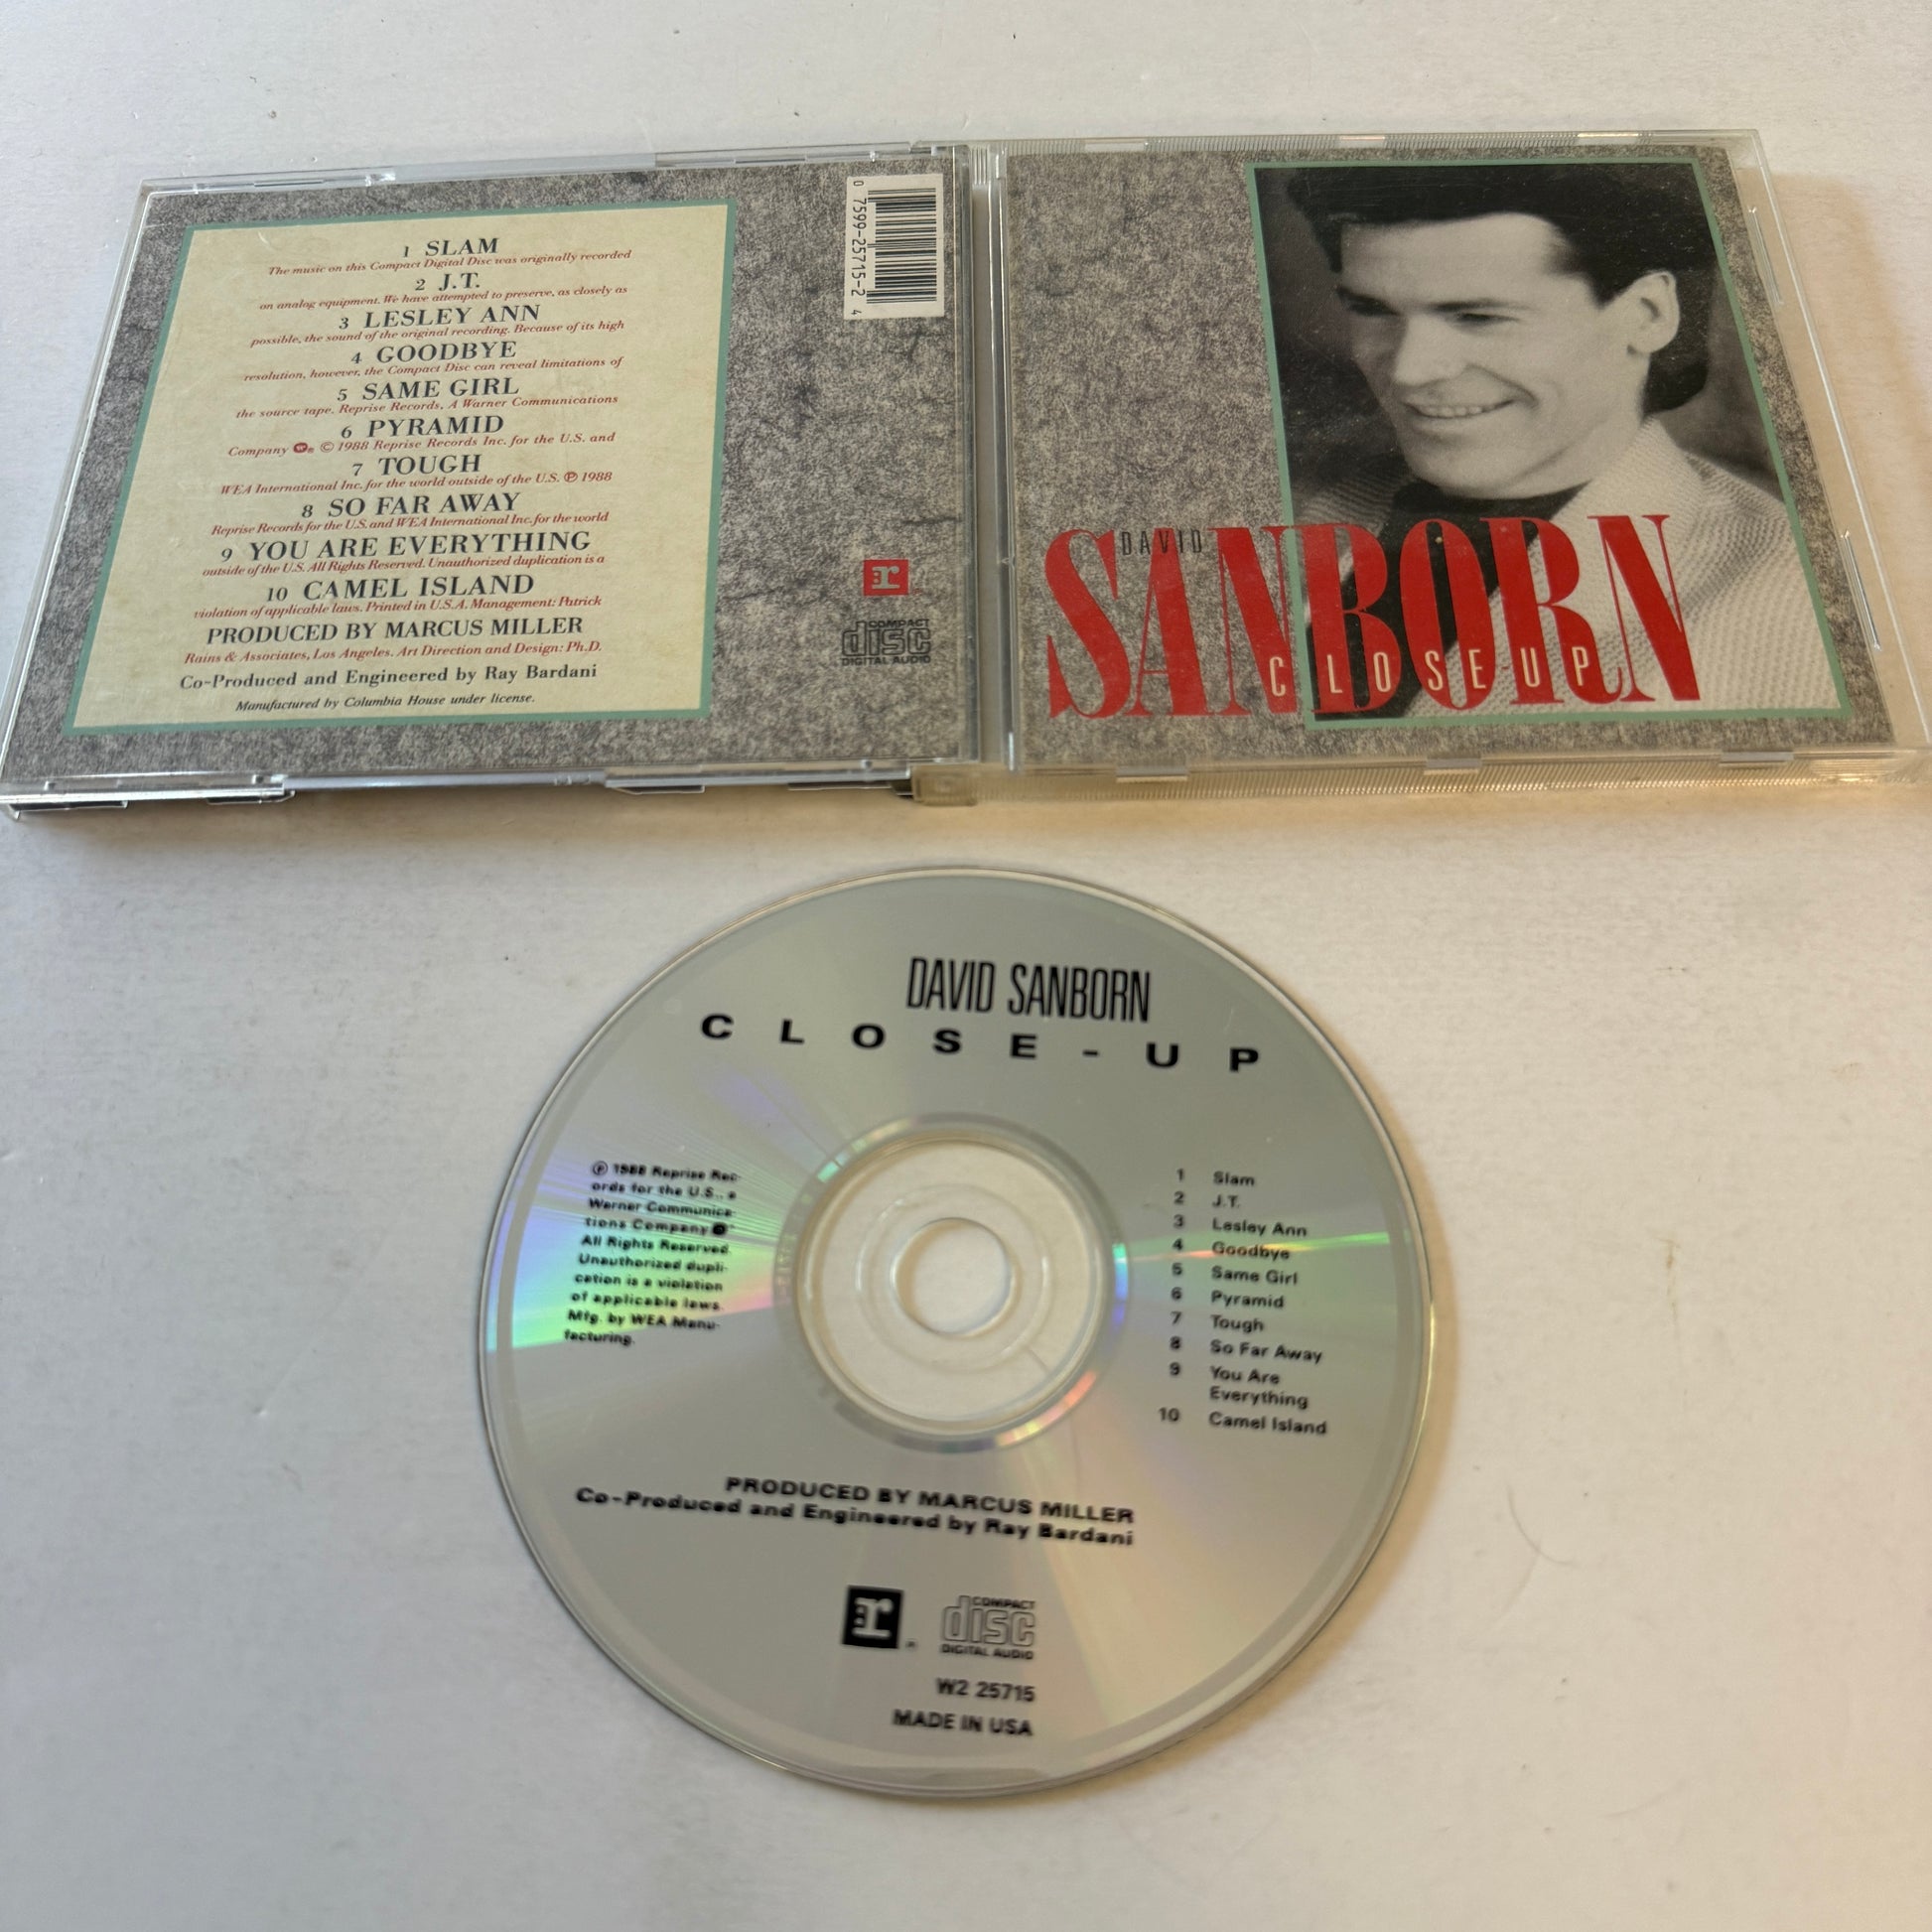 1 SLAM
The music on this Compact Digital Disc was originally recorded
2 J.T.
on analog equipment. We have attempted to preserve, as closely as
3 LESLEY ANN
possible, the sound of the original recording. Because of its high
4 GOODBYE
resolution, however, the Compact Disc can reveal limitations of
5 SAME GIRL
the source tape. Reprise Records, A Warner Communications
6 PYRAMID
Company ® © 1988 Reprise Records Inc. for the U.S. and
7 TOUGH
WEA International Inc. for the world outside of the U.S. ℗ 1988
8 SO FAR AWAY
Reprise Records for the U.S. and WEA International Inc. for the world
9 YOU ARE EVERYTHING
outside of the U.S. All Rights Reserved. Unauthorized duplication is a
10 CAMEL ISLAND
violation of applicable laws. Printed in U.S.A. Management: Patrick
PRODUCED BY MARCUS MILLER
Rains & Associates, Los Angeles. Art Direction and Design: Ph.D.
Co-Produced and Engineered by Ray Bardani
Manufactured by Columbia House under license.
0 7599-25715-2 4
r
COMPACT
disc
DIGITAL AUDIO
DAVID
SANBORN
CLOSE-UP
DAVID SANBORN
CLOSE-UP
℗ 1988 Reprise Rec-
ords for the U.S., a
Warner Communica-
tions Company
All Rights Reserved.
Unauthorized dupli-
cation is a violation
of applicable laws.
Mfg. by WEA Manu-
facturing.
1 Slam
2 J.T.
3 Lesley Ann
4 Goodbye
5 Same Girl
6 Pyramid
7 Tough
8 So Far Away
9 You Are
Everything
10 Camel Island
PRODUCED BY MARCUS MILLER
Co-Produced and Engineered by Ray Bardani
r
COMPACT
disc
DIGITAL AUDIO
W2 25715
MADE IN USA